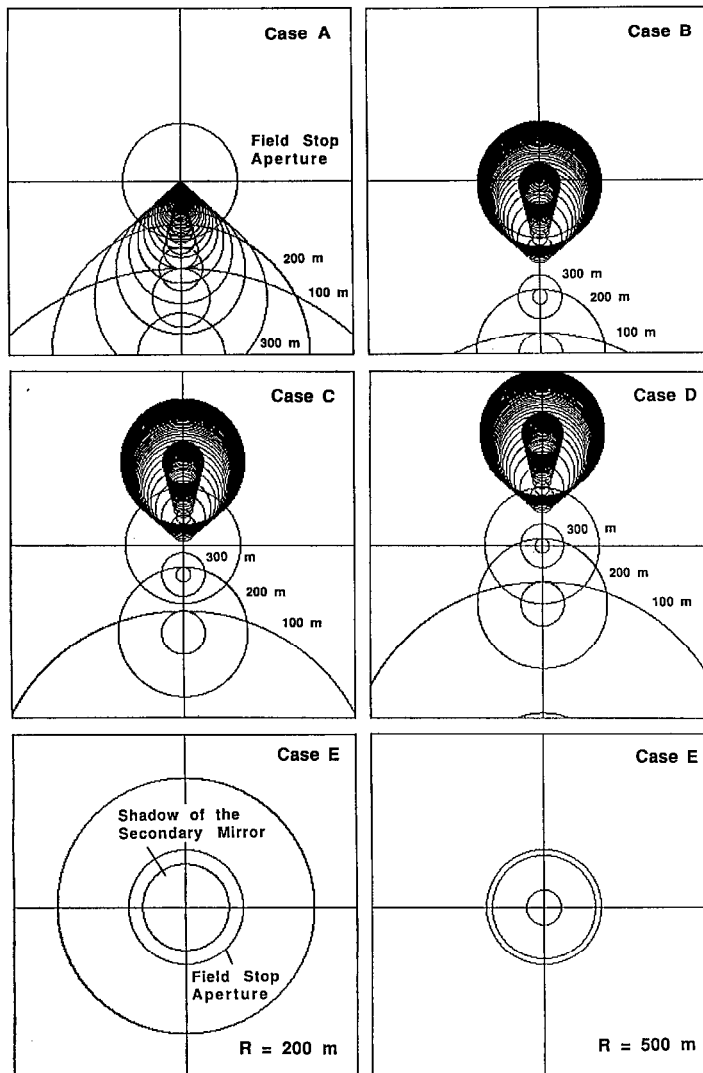 Case A
Field Stop
Aperture
200 m
100 m
300 m
Case B
300 m
200 m
100 m
Case C
300 m
200 m
100 m
Case D
300 m
200 m
100 m
Case E
Shadow of the
Secondary Mirror
Field Stop
Aperture
R = 200 m
Case E
R = 500 m